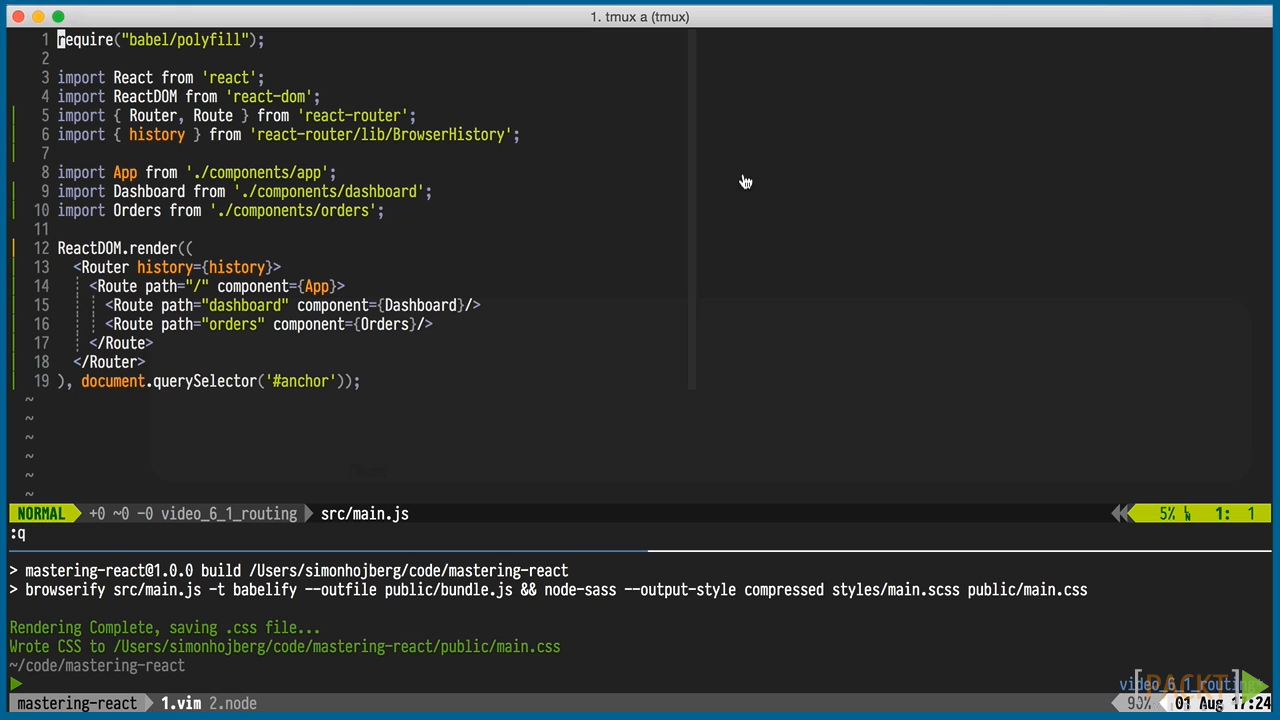 1. tmux a (tmux)
1 require("babel/polyfill");
2
3 import React from 'react';
4 import ReactDOM from 'react-dom';
5 import { Router, Route } from 'react-router';
6 import { history } from 'react-router/lib/BrowserHistory';
7
8 import App from './components/app';
9 import Dashboard from './components/dashboard';
10 import Orders from './components/orders';
11
12 ReactDOM.render((
13 <Router history={history}>
14 <Route path="/" component={App}>
15 <Route path="dashboard" component={Dashboard}/>
16 <Route path="orders" component={Orders}/>
17 </Route>
18 </Router>
19 ), document.querySelector('#anchor'));
~
~
~
~
~
~
NORMAL +0 ~0 -0 video_6_1_routing src/main.js 5% LN 1: 1
:q
> mastering-react@1.0.0 build /Users/simonhojberg/code/mastering-react
> browserify src/main.js -t babelify --outfile public/bundle.js && node-sass --output-style compressed styles/main.scss public/main.css
Rendering Complete, saving .css file...
Wrote CSS to /Users/simonhojberg/code/mastering-react/public/main.css
~/code/mastering-react
video_6_1_routing
PACKT
mastering-react 1.vim 2.node 01 Aug 17:24